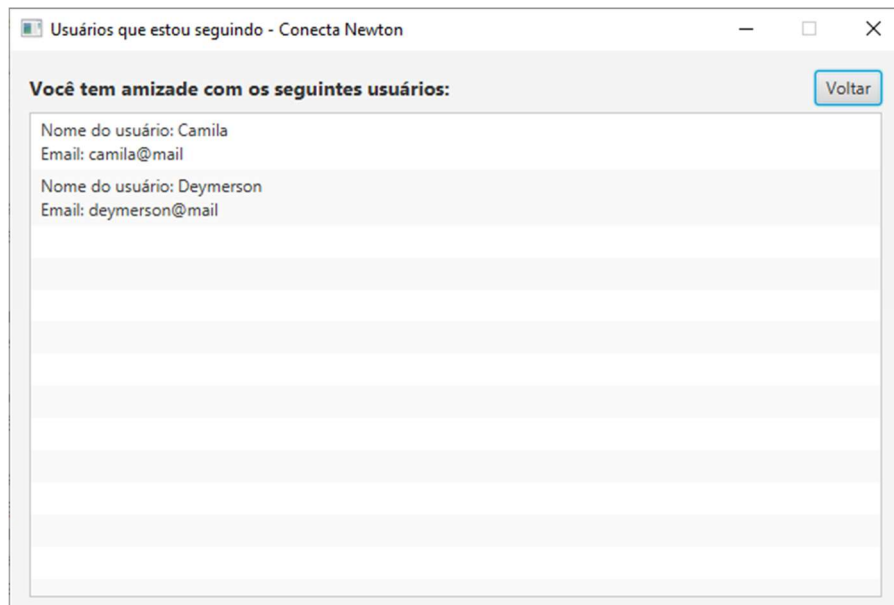 Usuários que estou seguindo - Conecta Newton
Você tem amizade com os seguintes usuários:
Voltar
Nome do usuário: Camila
Email: camila@mail
Nome do usuário: Deymerson
Email: deymerson@mail